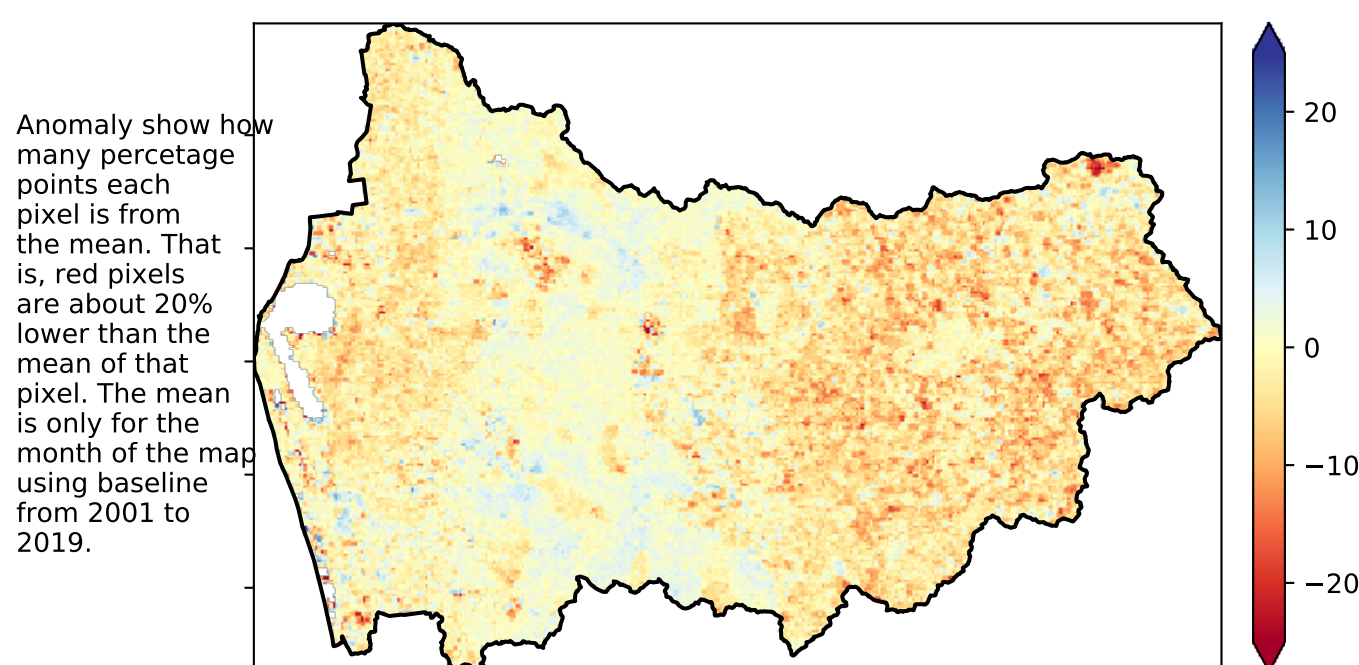 Anomaly show how
many percetage
points each
pixel is from
the mean. That
is, red pixels
are about 20%
lower than the
mean of that
pixel. The mean
is only for the
month of the map
using baseline
from 2001 to
2019.
20
10
0
−10
−20